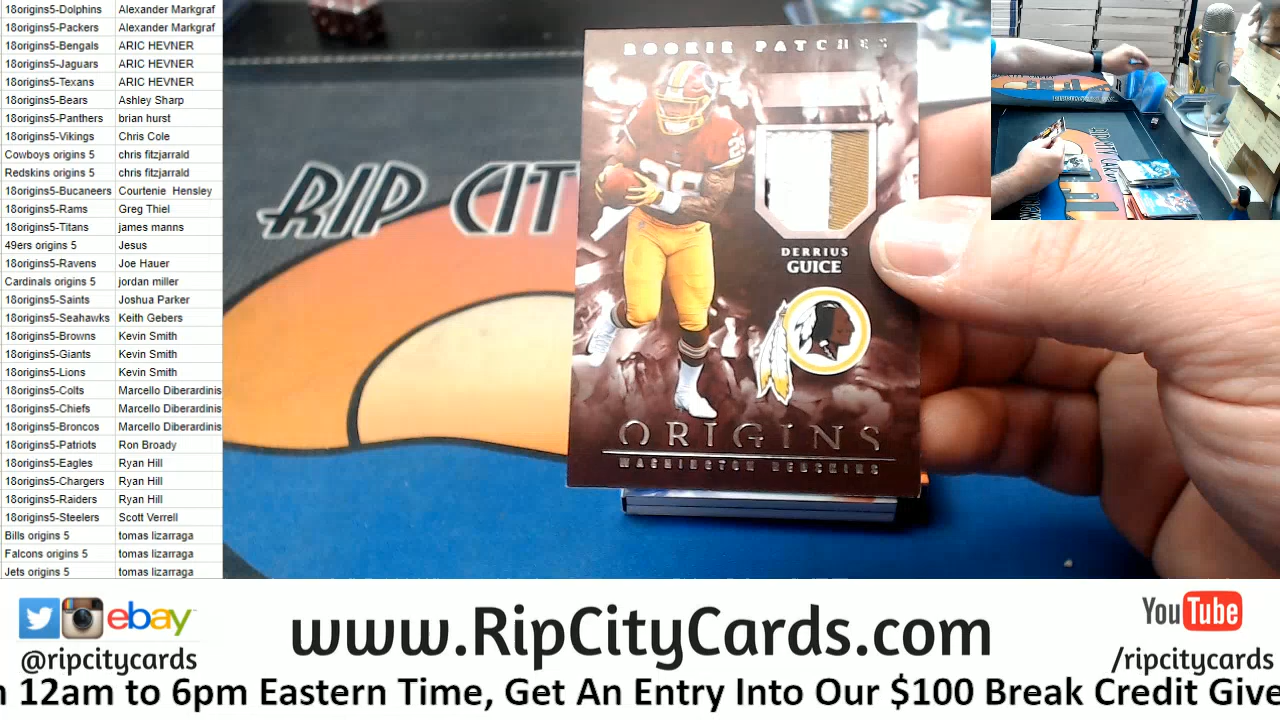 18origins5-Dolphins Alexander Markgraf
18origins5-Packers Alexander Markgraf
18origins5-Bengals ARIC HEVNER
18origins5-Jaguars ARIC HEVNER
18origins5-Texans ARIC HEVNER
18origins5-Bears Ashley Sharp
18origins5-Panthers brian hurst
18origins5-Vikings Chris Cole
Cowboys origins 5 chris fitzjarrald
Redskins origins 5 chris fitzjarrald
18origins5-Bucaneers Courtenie Hensley
18origins5-Rams Greg Thiel
18origins5-Titans james manns
49ers origins 5 Jesus
18origins5-Ravens Joe Hauer
Cardinals origins 5 jordan miller
18origins5-Saints Joshua Parker
18origins5-Seahawks Keith Gebers
18origins5-Browns Kevin Smith
18origins5-Giants Kevin Smith
18origins5-Lions Kevin Smith
18origins5-Colts Marcello Diberardinis
18origins5-Chiefs Marcello Diberardinis
18origins5-Broncos Marcello Diberardinis
18origins5-Patriots Ron Broady
18origins5-Eagles Ryan Hill
18origins5-Chargers Ryan Hill
18origins5-Raiders Ryan Hill
18origins5-Steelers Scott Verrell
Bills origins 5 tomas lizarraga
Falcons origins 5 tomas lizarraga
Jets origins 5 tomas lizarraga
RIP CIT
ROOKIE PATCHES
DERRIUS
GUICE
ORIGINS
WASHINGTON REDSKINS
ebay
@ripcitycards
www.RipCityCards.com
YouTube
/ripcitycards
12am to 6pm Eastern Time, Get An Entry Into Our $100 Break Credit Give